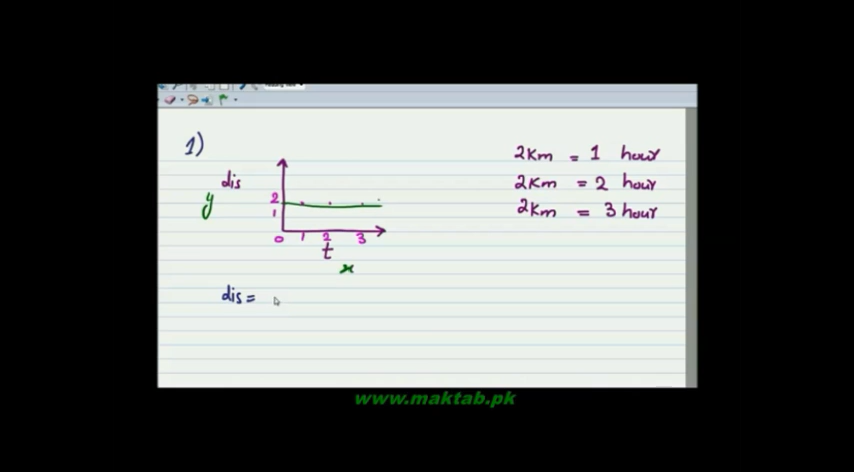 1)
2km = 1 hour
dis
2km = 2 hour
y
2
2km = 3 hour
1
0 1 2 3
t
x
dis =
www.maktab.pk